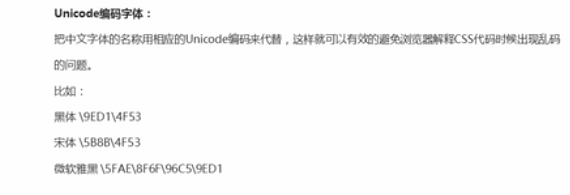 Unicode编码字体：
把中文字体的名称用相应的Unicode编码来代替，这样就可以有效的避免浏览器解释CSS代码时候出现乱码
的问题。
比如：
黑体 \9ED1\4F53
宋体 \5B8B\4F53
微软雅黑 \5FAE\8F6F\96C5\9ED1